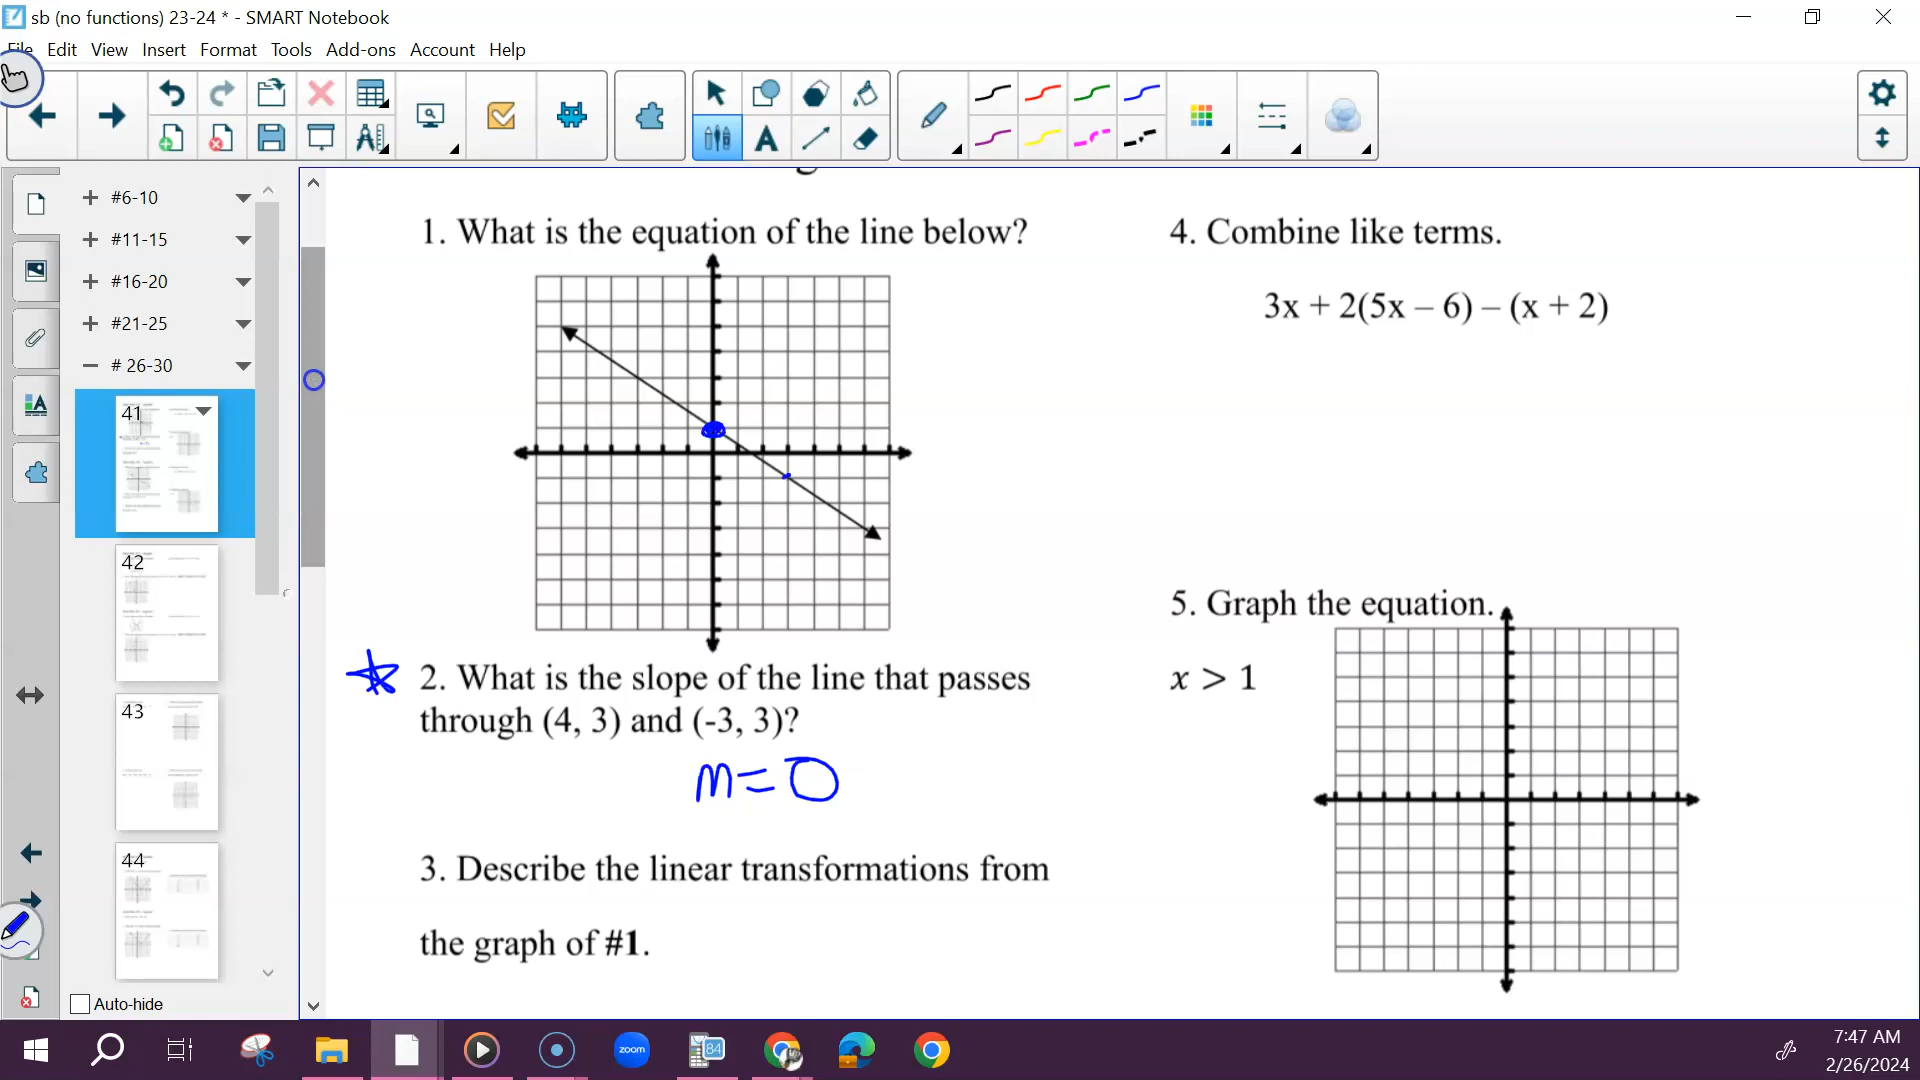 sb (no functions) 23-24 * - SMART Notebook
File Edit View Insert Format Tools Add-ons Account Help
#6-10
#11-15
#16-20
#21-25
# 26-30
41
42
43
44
Auto-hide
1. What is the equation of the line below?
2. What is the slope of the line that passes
through (4, 3) and (-3, 3)?
m=0
3. Describe the linear transformations from
the graph of #1.
4. Combine like terms.
3x + 2(5x – 6) – (x + 2)
5. Graph the equation.
x > 1
zoom
84
7:47 AM
2/26/2024